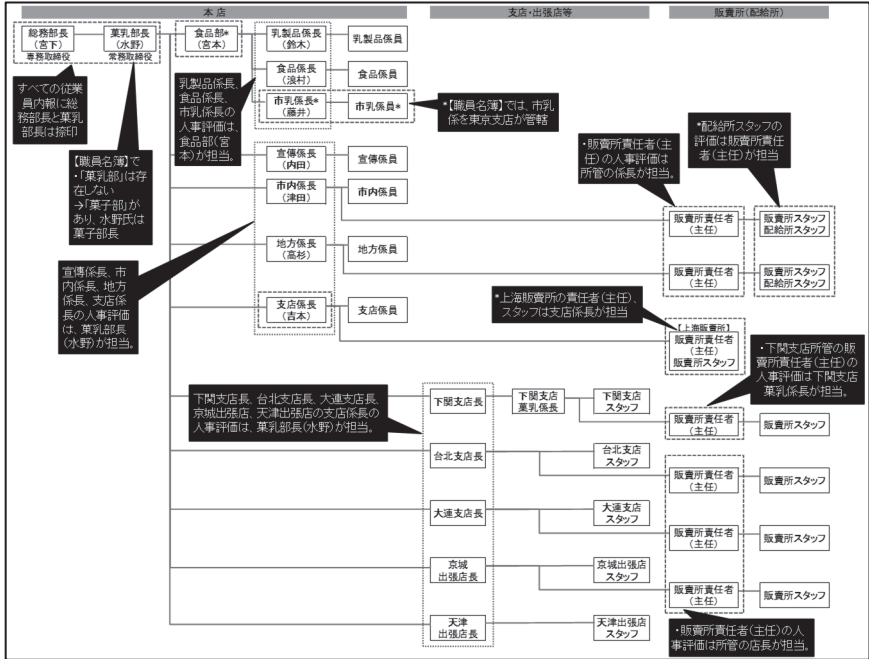 本店
支店・出張店等
販賣所(配給所)
総務部長
(宮下)
専務取締役
菓乳部長
(水野)
常務取締役
食品部*
(宮本)
乳製品係長
(鈴木)
乳製品係員
食品係長
(浪村)
食品係員
市乳係長*
(藤井)
市乳係員*
すべての従業
員内報に総
務部長と菓乳
部長は捺印
【職員名簿】で
・「菓乳部」は存
在しない
→「菓子部」が
あり、水野氏は
菓子部長
乳製品係長、
食品係長、
市乳係長の
人事評価は、
食品部(宮
本)が担当。
*【職員名簿】では、市乳
係を東京支店が管轄
・販賣所責任者(主
任)の人事評価は
所管の係長が担当。
*配給所スタッフの
評価は販賣所責任
者(主任)が担当
宣傳係長
(内田)
宣傳係員
市内係長
(津田)
市内係員
販賣所責任者
(主任)
販賣所スタッフ
配給所スタッフ
地方係長
(高杉)
地方係員
販賣所責任者
(主任)
販賣所スタッフ
配給所スタッフ
宣傳係長、市
内係長、地方
係長、支店係
長の人事評価
は、菓乳部長
(水野)が担当。
支店係長
(吉本)
支店係員
*上海販賣所の責任者(主任)、
スタッフは支店係長が担当
【上海販賣所】
販賣所責任者
(主任)
販賣所スタッフ
・下関支店所管の販
賣所責任者(主任)の
人事評価は下関支店
菓乳係長が担当。
下関支店長、台北支店長、大連支店長、
京城出張店、天津出張店の支店係長の
人事評価は、菓乳部長(水野)が担当。
下関支店長
下関支店
菓乳係長
下関支店
スタッフ
販賣所責任者
(主任)
販賣所スタッフ
台北支店長
台北支店
スタッフ
販賣所責任者
(主任)
販賣所スタッフ
大連支店長
大連支店
スタッフ
販賣所責任者
(主任)
販賣所スタッフ
京城
出張店長
京城出張店
スタッフ
販賣所責任者
(主任)
販賣所スタッフ
天津
出張店長
天津出張店
スタッフ
・販賣所責任者(主任)の人
事評価は所管の店長が担当。